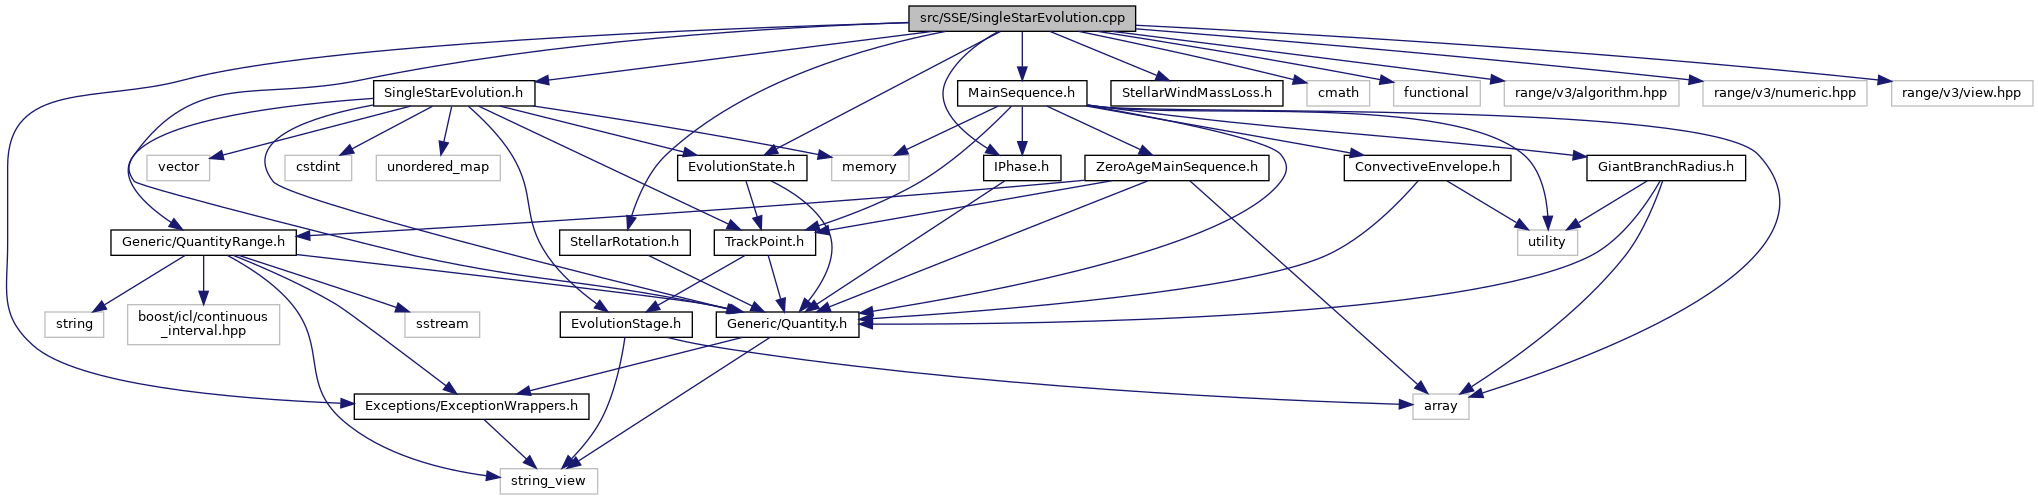 src/SSE/SingleStarEvolution.cpp
SingleStarEvolution.h
MainSequence.h
StellarWindMassLoss.h
cmath
functional
range/v3/algorithm.hpp
range/v3/numeric.hpp
range/v3/view.hpp
vector
cstdint
unordered_map
EvolutionState.h
memory
IPhase.h
ZeroAgeMainSequence.h
ConvectiveEnvelope.h
GiantBranchRadius.h
Generic/QuantityRange.h
StellarRotation.h
TrackPoint.h
utility
string
boost/icl/continuous
_interval.hpp
sstream
EvolutionStage.h
Generic/Quantity.h
Exceptions/ExceptionWrappers.h
array
string_view